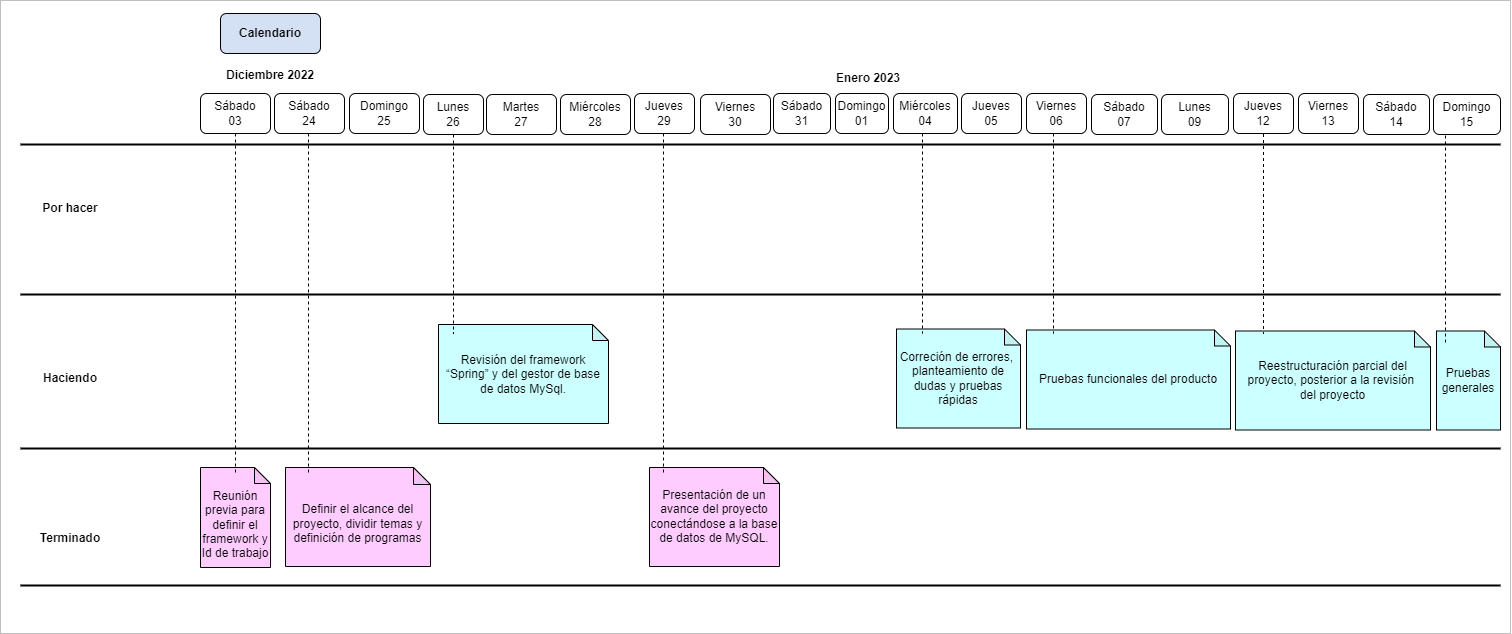 Calendario
Diciembre 2022
Enero 2023
Sábado
03
Sábado
24
Domingo
25
Lunes
26
Martes
27
Miércoles
28
Jueves
29
Viernes
30
Sábado
31
Domingo
01
Miércoles
04
Jueves
05
Viernes
06
Sábado
07
Lunes
09
Jueves
12
Viernes
13
Sábado
14
Domingo
15
Por hacer
Haciendo
Revisión del framework
“Spring” y del gestor de base
de datos MySql.
Correción de errores,
planteamiento de
dudas y pruebas
rápidas
Pruebas funcionales del producto
Reestructuración parcial del
proyecto, posterior a la revisión
del proyecto
Pruebas
generales
Terminado
Reunión
previa para
definir el
framework y
Id de trabajo
Definir el alcance del
proyecto, dividir temas y
definición de programas
Presentación de un
avance del proyecto
conectándose a la base
de datos de MySQL.